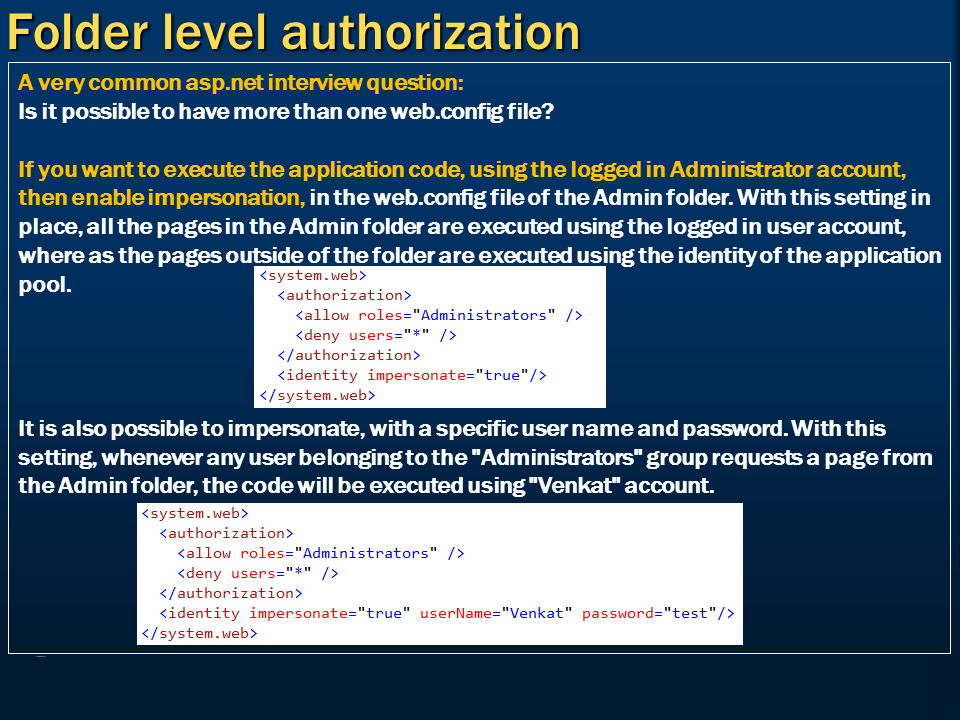 Folder level authorization
A very common asp.net interview question:
Is it possible to have more than one web.config file?
If you want to execute the application code, using the logged in Administrator account,
then enable impersonation, in the web.config file of the Admin folder. With this setting in
place, all the pages in the Admin folder are executed using the logged in user account,
where as the pages outside of the folder are executed using the identity of the application
pool.
<system.web>
<authorization>
<allow roles="Administrators" />
<deny users="*" />
</authorization>
<identity impersonate="true"/>
</system.web>
It is also possible to impersonate, with a specific user name and password. With this
setting, whenever any user belonging to the "Administrators" group requests a page from
the Admin folder, the code will be executed using "Venkat" account.
<system.web>
<authorization>
<allow roles="Administrators" />
<deny users="*" />
</authorization>
<identity impersonate="true" userName="Venkat" password="test"/>
</system.web>